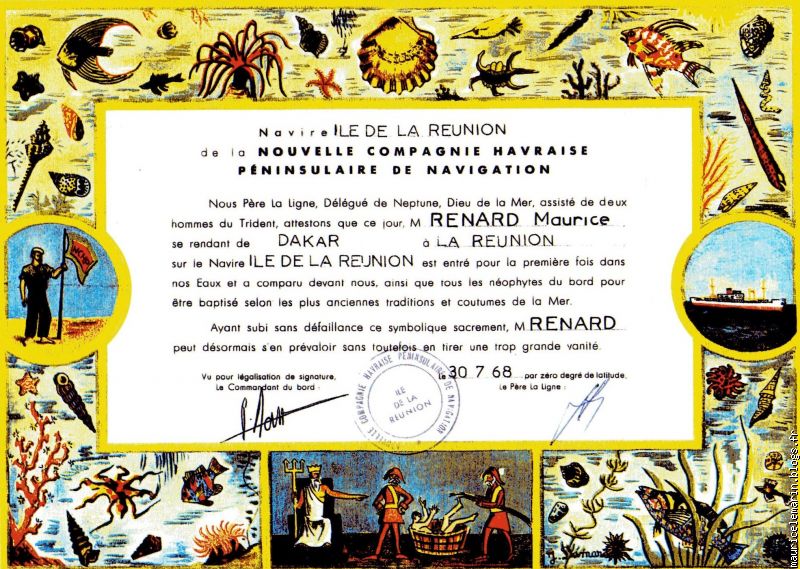 Navire ILE DE LA REUNION
de la NOUVELLE COMPAGNIE HAVRAISE
PÉNINSULAIRE DE NAVIGATION
Nous Père La Ligne, Délégué de Neptune, Dieu de la Mer, assisté de deux
hommes du Trident, attestons que ce jour, M RENARD Maurice
se rendant de DAKAR à LA REUNION
sur le Navire ILE DE LA REUNION est entré pour la première fois dans
nos Eaux et a comparu devant nous, ainsi que tous les néophytes du bord pour
être baptisé selon les plus anciennes traditions et coutumes de la Mer.
Ayant subi sans défaillance ce symbolique sacrement, M RENARD
peut désormais s'en prévaloir sans toutefois en tirer une trop grande vanité.
Vu pour légalisation de signature,
Le Commandant du bord :
Le 30 7 68 par zéro degré de latitude,
Le Père La Ligne :
NOUVELLE COMPAGNIE HAVRAISE PÉNINSULAIRE DE NAVIGATION
ILE
DE LA
REUNION
NCHP
mauricelemarin.blogs.fr